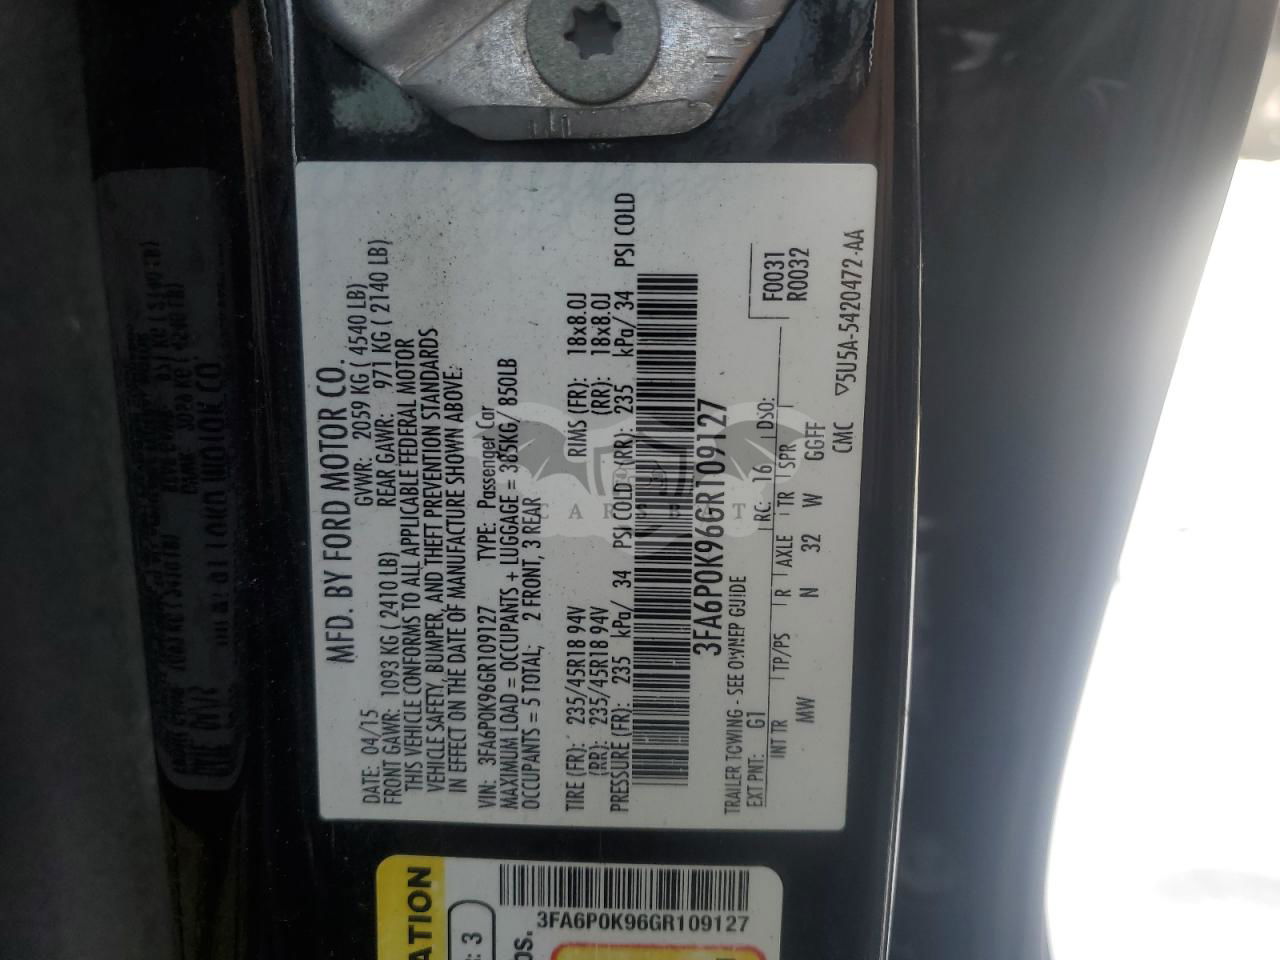 MFD. BY FORD MOTOR CO.
DATE: 04/15 GVWR: 2059 KG ( 4540 LB)
FRONT GAWR: 1093 KG ( 2410 LB) REAR GAWR: 971 KG ( 2140 LB)
THIS VEHICLE CONFORMS TO ALL APPLICABLE FEDERAL MOTOR
VEHICLE SAFETY, BUMPER, AND THEFT PREVENTION STANDARDS
IN EFFECT ON THE DATE OF MANUFACTURE SHOWN ABOVE.
VIN: 3FA6P0K96GR109127 TYPE: Passenger Car
MAXIMUM LOAD = OCCUPANTS + LUGGAGE = 385KG/ 850LB
OCCUPANTS = 5 TOTAL; 2 FRONT, 3 REAR
TIRE (FR): 235/45R18 94V RIMS (FR): 18x8.0J
(RR): 235/45R18 94V (RR): 18x8.0J
PRESSURE (FR): 235 kPa/ 34 PSI COLD (RR): 235 kPa/ 34 PSI COLD
3FA6P0K96GR109127
TRAILER TOWING - SEE OWNER GUIDE
EXT PNT: G1 RC: 16 DSO: F0031
R0032
INT TR TP/PS R AXLE TR SPR
MW N 32 W GGFF
CMC ▽5U5A-5420472-AA
CARSBAT
3FA6P0K96GR109127